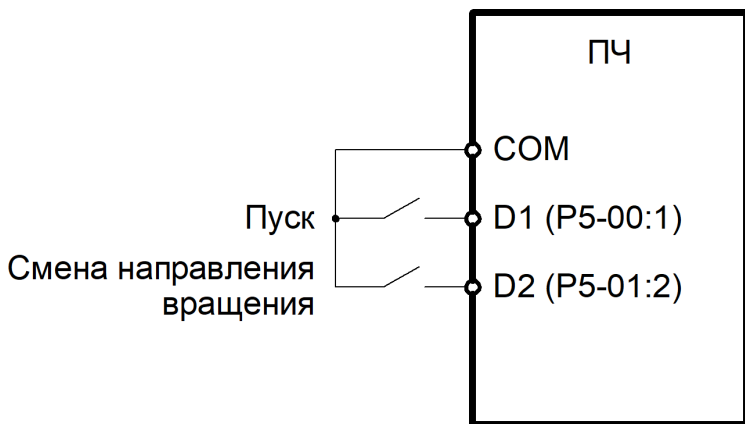 ПЧ
COM
Пуск
D1 (P5-00:1)
Смена направления
вращения
D2 (P5-01:2)